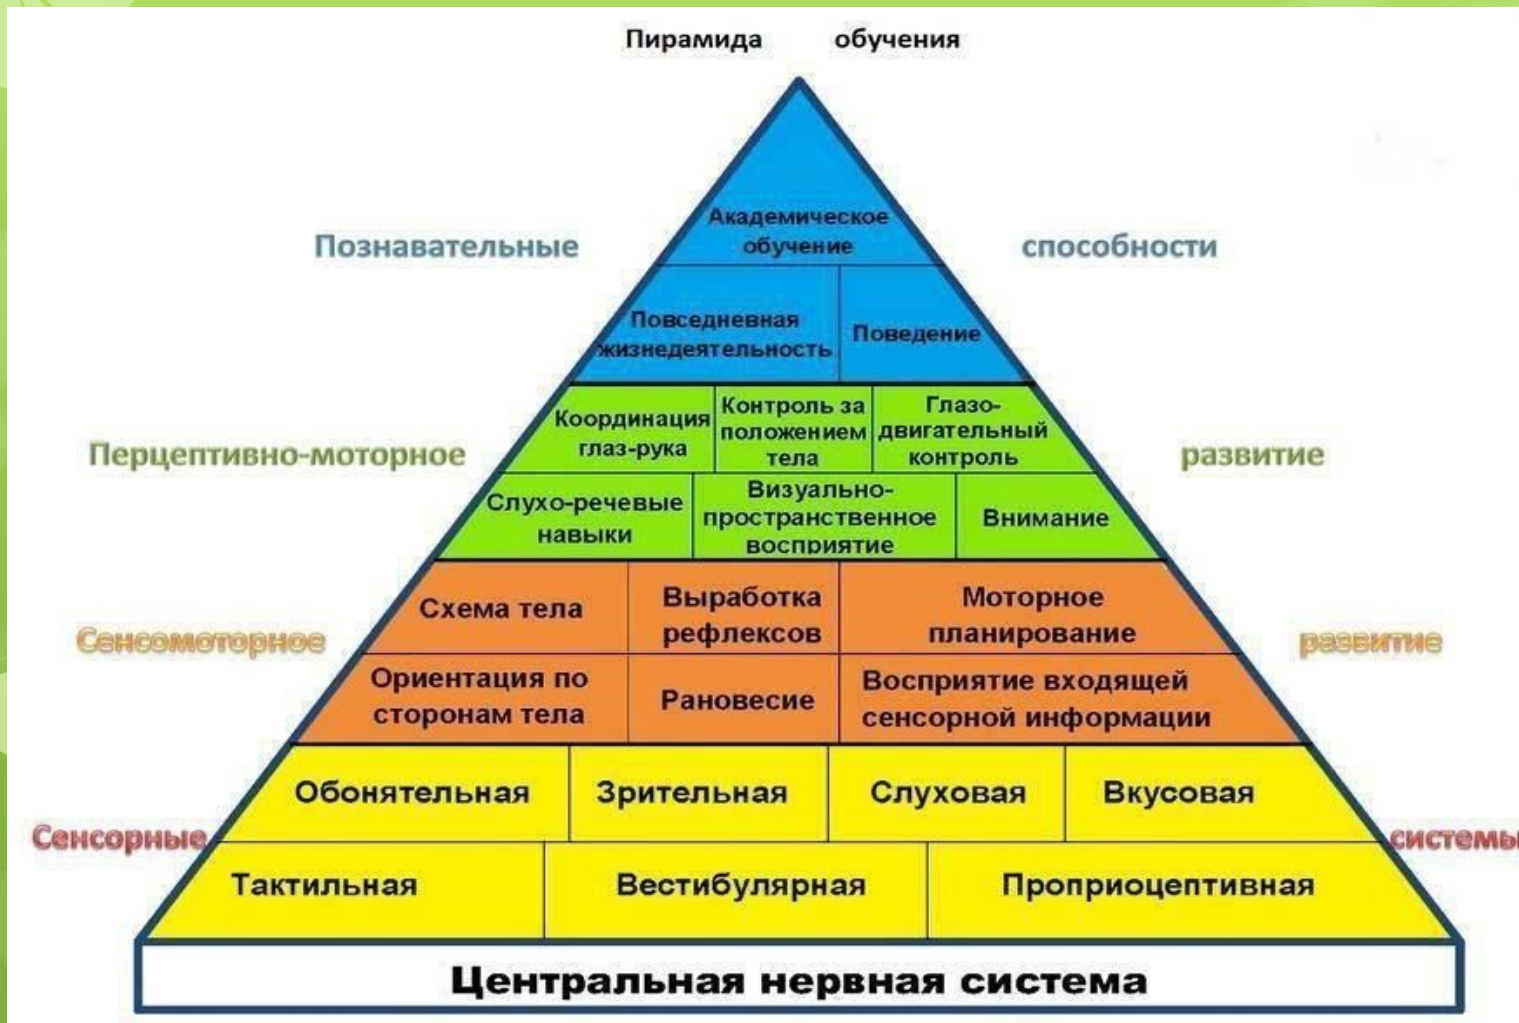 Пирамида обучения
Академическое
обучение
Познавательные способности
Повседневная
жизнедеятельность
Поведение
Координация
глаз-рука
Контроль за
положением
тела
Глазо-
двигательный
контроль
Перцептивно-моторное развитие
Слухо-речевые
навыки
Визуально-
пространственное
восприятие
Внимание
Схема тела
Выработка
рефлексов
Моторное
планирование
Сенсомоторное развитие
Ориентация по
сторонам тела
Рановесие
Восприятие входящей
сенсорной информации
Обонятельная
Зрительная
Слуховая
Вкусовая
Сенсорные системы
Тактильная
Вестибулярная
Проприоцептивная
Центральная нервная система